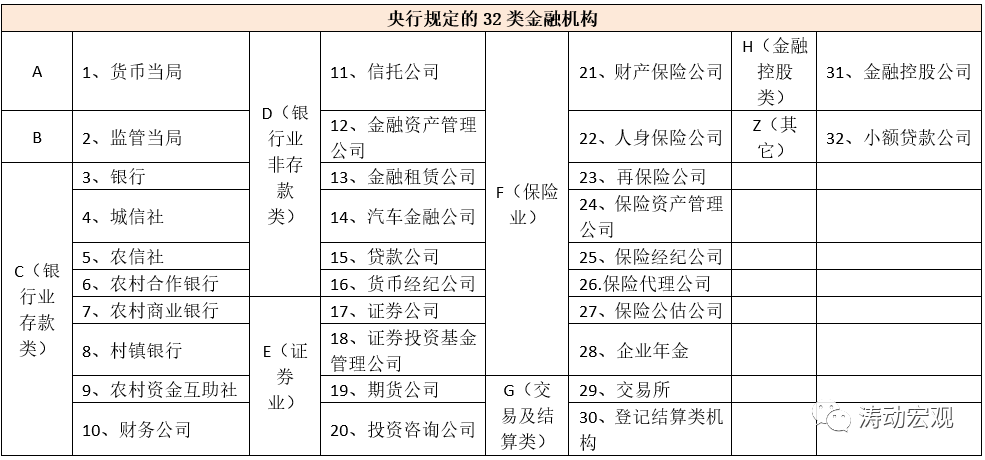 央行规定的 32 类金融机构
A
1、货币当局
D（银
行业
非存
款
类）
11、信托公司
F（保险
业）
21、财产保险公司
H（金融
控股
类）
31、金融控股公司
B
2、监管当局
12、金融资产管理
公司
22、人身保险公司
Z（其
它）
32、小额贷款公司
C（银
行业
存款
类）
3、银行
13、金融租赁公司
23、再保险公司
4、城信社
14、汽车金融公司
24、保险资产管理
公司
5、农信社
15、贷款公司
25、保险经纪公司
6、农村合作银行
16、货币经纪公司
26.保险代理公司
7、农村商业银行
E（证
券
业）
17、证券公司
27、保险公估公司
8、村镇银行
18、证券投资基金
管理公司
28、企业年金
9、农村资金互助社
19、期货公司
G（交
易及结
算类）
29、交易所
10、财务公司
20、投资咨询公司
30、登记结算类机
构
涛动宏观